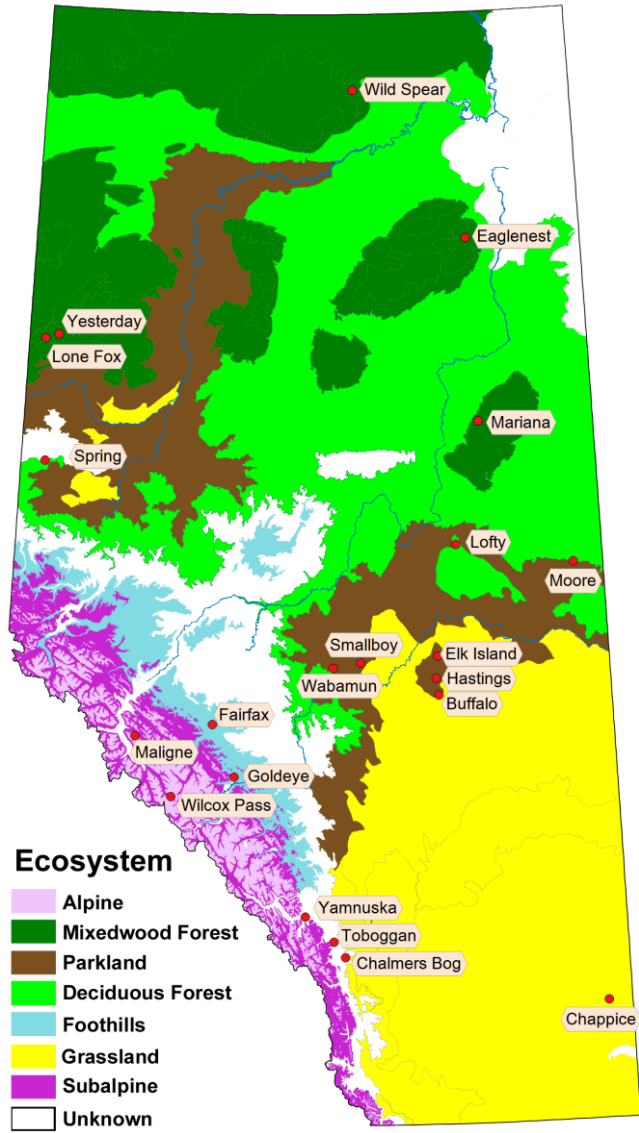 Wild Spear
Eaglenest
Yesterday
Lone Fox
Mariana
Spring
Lofty
Moore
Smallboy
Elk Island
Wabamun
Hastings
Buffalo
Fairfax
Maligne
Goldeye
Wilcox Pass
Ecosystem
Alpine
Mixedwood Forest
Parkland
Deciduous Forest
Foothills
Grassland
Subalpine
Unknown
Yamnuska
Toboggan
Chalmers Bog
Chappice